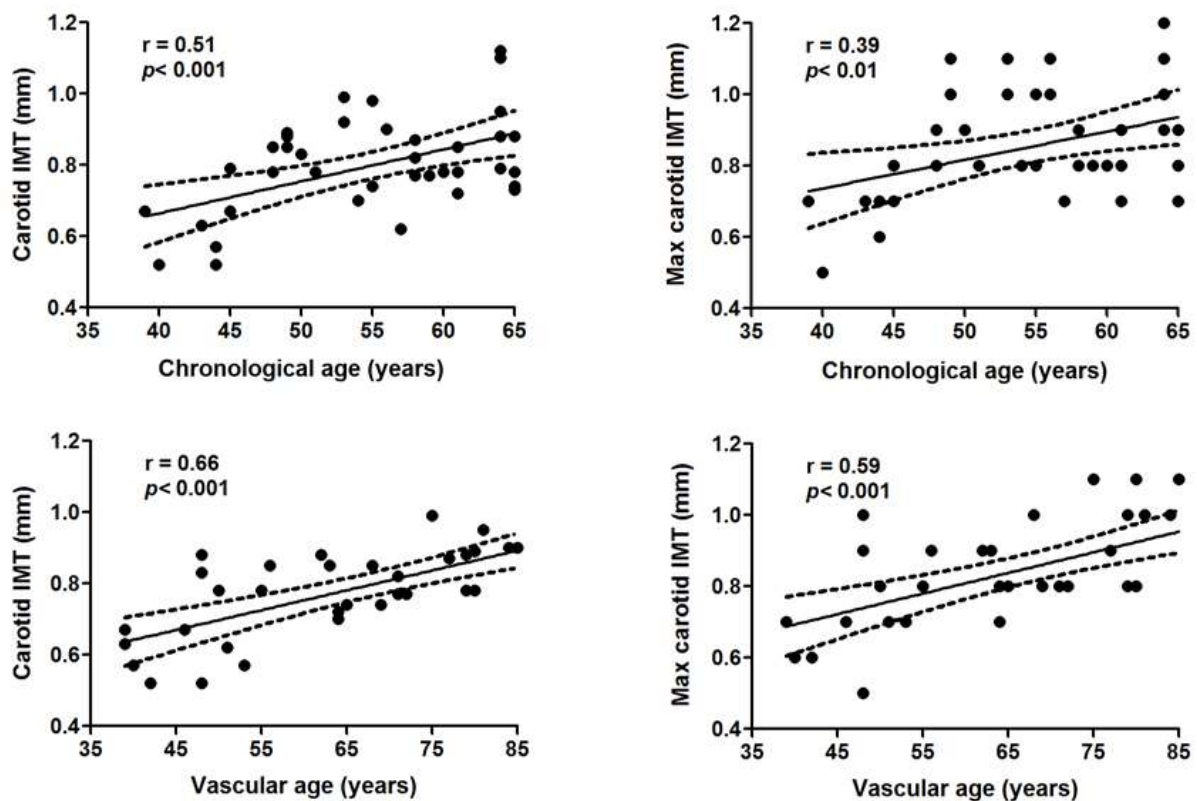 1.2
1.0
0.8
0.6
0.4
Carotid IMT (mm)
r = 0.51
p< 0.001
35 40 45 50 55 60 65
Chronological age (years)
1.2
1.0
0.8
0.6
0.4
Max carotid IMT (mm)
r = 0.39
p< 0.01
35 40 45 50 55 60 65
Chronological age (years)
1.2
1.0
0.8
0.6
0.4
Carotid IMT (mm)
r = 0.66
p< 0.001
35 45 55 65 75 85
Vascular age (years)
1.2
1.0
0.8
0.6
0.4
Max carotid IMT (mm)
r = 0.59
p< 0.001
35 45 55 65 75 85
Vascular age (years)